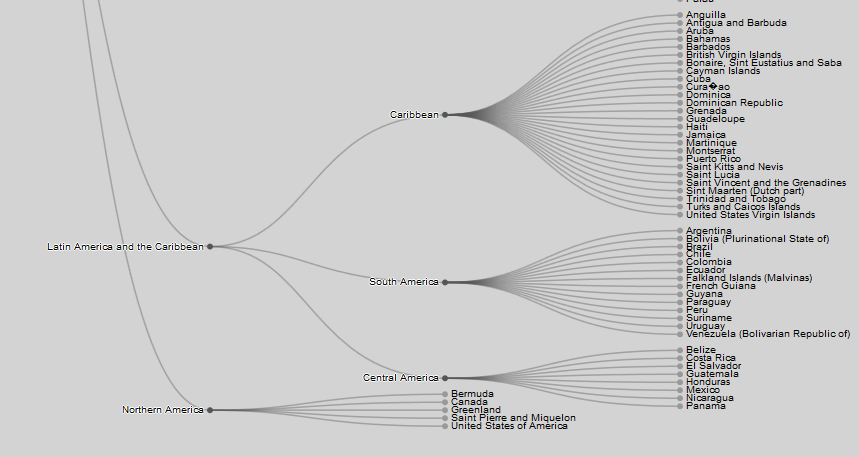 Anguilla
Antigua and Barbuda
Aruba
Bahamas
Barbados
British Virgin Islands
Bonaire, Sint Eustatius and Saba
Cayman Islands
Cuba
Cura�ao
Dominica
Dominican Republic
Grenada
Guadeloupe
Haiti
Jamaica
Martinique
Montserrat
Puerto Rico
Saint Kitts and Nevis
Saint Lucia
Saint Vincent and the Grenadines
Sint Maarten (Dutch part)
Trinidad and Tobago
Turks and Caicos Islands
United States Virgin Islands
Caribbean
Latin America and the Caribbean
Argentina
Bolivia (Plurinational State of)
Brazil
Chile
Colombia
Ecuador
Falkland Islands (Malvinas)
French Guiana
Guyana
Paraguay
Peru
Suriname
Uruguay
Venezuela (Bolivarian Republic of)
South America
Belize
Costa Rica
El Salvador
Guatemala
Honduras
Mexico
Nicaragua
Panama
Central America
Northern America
Bermuda
Canada
Greenland
Saint Pierre and Miquelon
United States of America